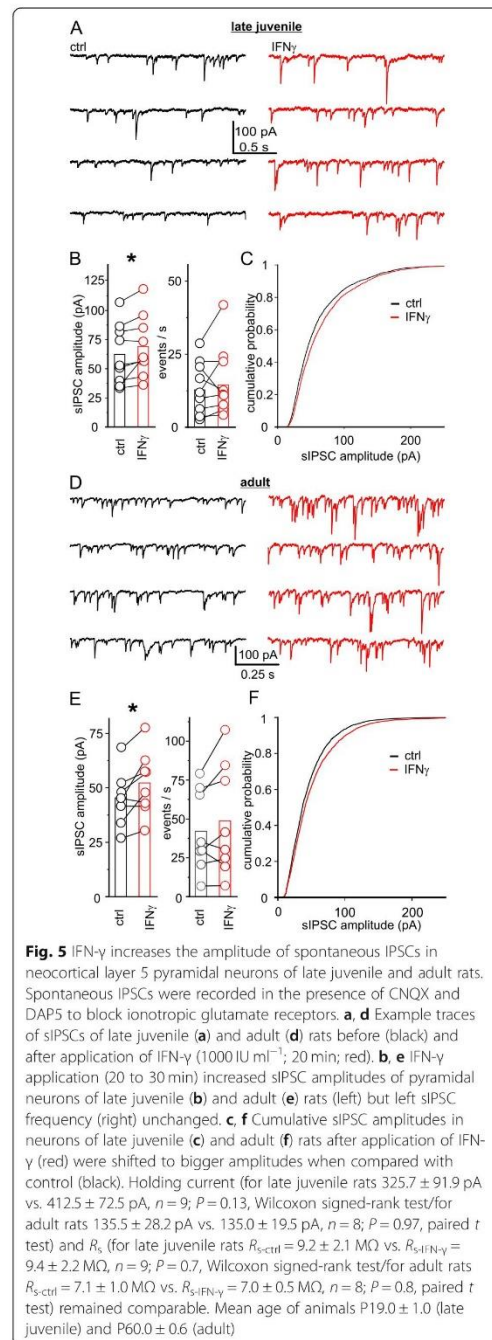 A
late juvenile
ctrl
IFNγ
100 pA
0.5 s
B
*
C
sIPSC amplitude (pA)
125
100
75
50
25
0
ctrl
IFNγ
events / s
50
25
0
ctrl
IFNγ
cumulative probability
1
0.8
0.6
0.4
0.2
0
ctrl
IFNγ
0
100
200
sIPSC amplitude (pA)
D
adult
100 pA
0.25 s
E
*
F
sIPSC amplitude (pA)
75
50
25
0
ctrl
IFNγ
events / s
100
75
50
25
0
ctrl
IFNγ
cumulative probability
1
0.8
0.6
0.4
0.2
0
ctrl
IFNγ
0
100
200
sIPSC amplitude (pA)
Fig. 5 IFN-γ increases the amplitude of spontaneous IPSCs in
neocortical layer 5 pyramidal neurons of late juvenile and adult rats.
Spontaneous IPSCs were recorded in the presence of CNQX and
DAP5 to block ionotropic glutamate receptors. a, d Example traces
of sIPSCs of late juvenile (a) and adult (d) rats before (black) and
after application of IFN-γ (1000 IU ml⁻¹; 20 min; red). b, e IFN-γ
application (20 to 30 min) increased sIPSC amplitudes of pyramidal
neurons of late juvenile (b) and adult (e) rats (left) but left sIPSC
frequency (right) unchanged. c, f Cumulative sIPSC amplitudes in
neurons of late juvenile (c) and adult (f) rats after application of IFN-
γ (red) were shifted to bigger amplitudes when compared with
control (black). Holding current (for late juvenile rats 325.7 ± 91.9 pA
vs. 412.5 ± 72.5 pA, n = 9; P = 0.13, Wilcoxon signed-rank test/for
adult rats 135.5 ± 28.2 pA vs. 135.0 ± 19.5 pA, n = 8; P = 0.97, paired t
test) and Rs (for late juvenile rats Rs-ctrl = 9.2 ± 2.1 MΩ vs. Rs-IFN-γ =
9.4 ± 2.2 MΩ, n = 9; P = 0.7, Wilcoxon signed-rank test/for adult rats
Rs-ctrl = 7.1 ± 1.0 MΩ vs. Rs-IFN-γ = 7.0 ± 0.5 MΩ, n = 8; P = 0.8, paired t
test) remained comparable. Mean age of animals P19.0 ± 1.0 (late
juvenile) and P60.0 ± 0.6 (adult)